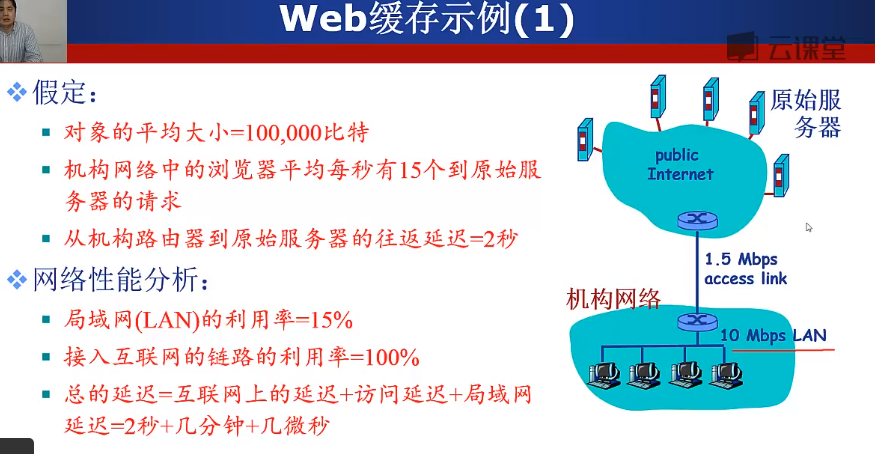 Web缓存示例(1)
云课堂
假定：
对象的平均大小=100,000比特
机构网络中的浏览器平均每秒有15个到原始服
务器的请求
从机构路由器到原始服务器的往返延迟=2秒
网络性能分析：
局域网(LAN)的利用率=15%
接入互联网的链路的利用率=100%
总的延迟=互联网上的延迟+访问延迟+局域网
延迟=2秒+几分钟+几微秒
原始服
务器
public
Internet
1.5 Mbps
access link
机构网络
10 Mbps LAN